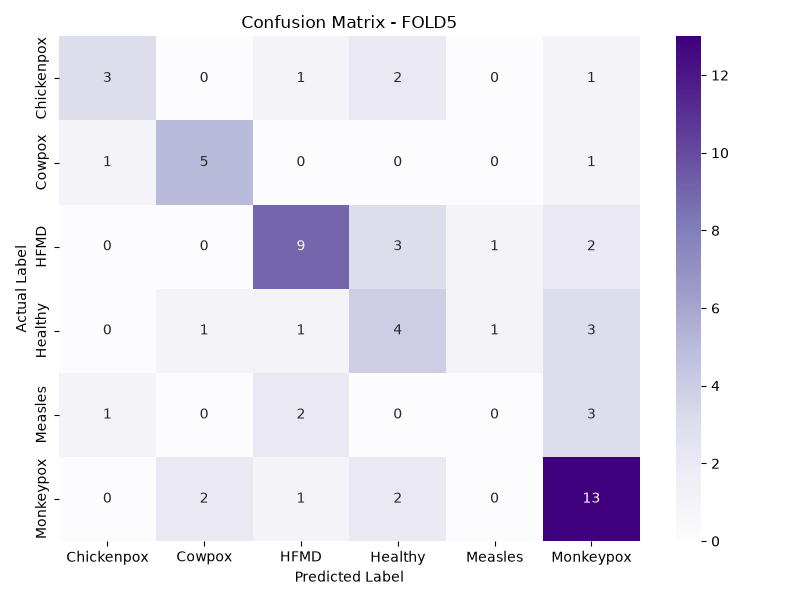 Confusion Matrix - FOLD5
Actual Label
Chickenpox 3 0 1 2 0 1
Cowpox 1 5 0 0 0 1
HFMD 0 0 9 3 1 2
Healthy 0 1 1 4 1 3
Measles 1 0 2 0 0 3
Monkeypox 0 2 1 2 0 13
Chickenpox Cowpox HFMD Healthy Measles Monkeypox
Predicted Label
12
10
8
6
4
2
0